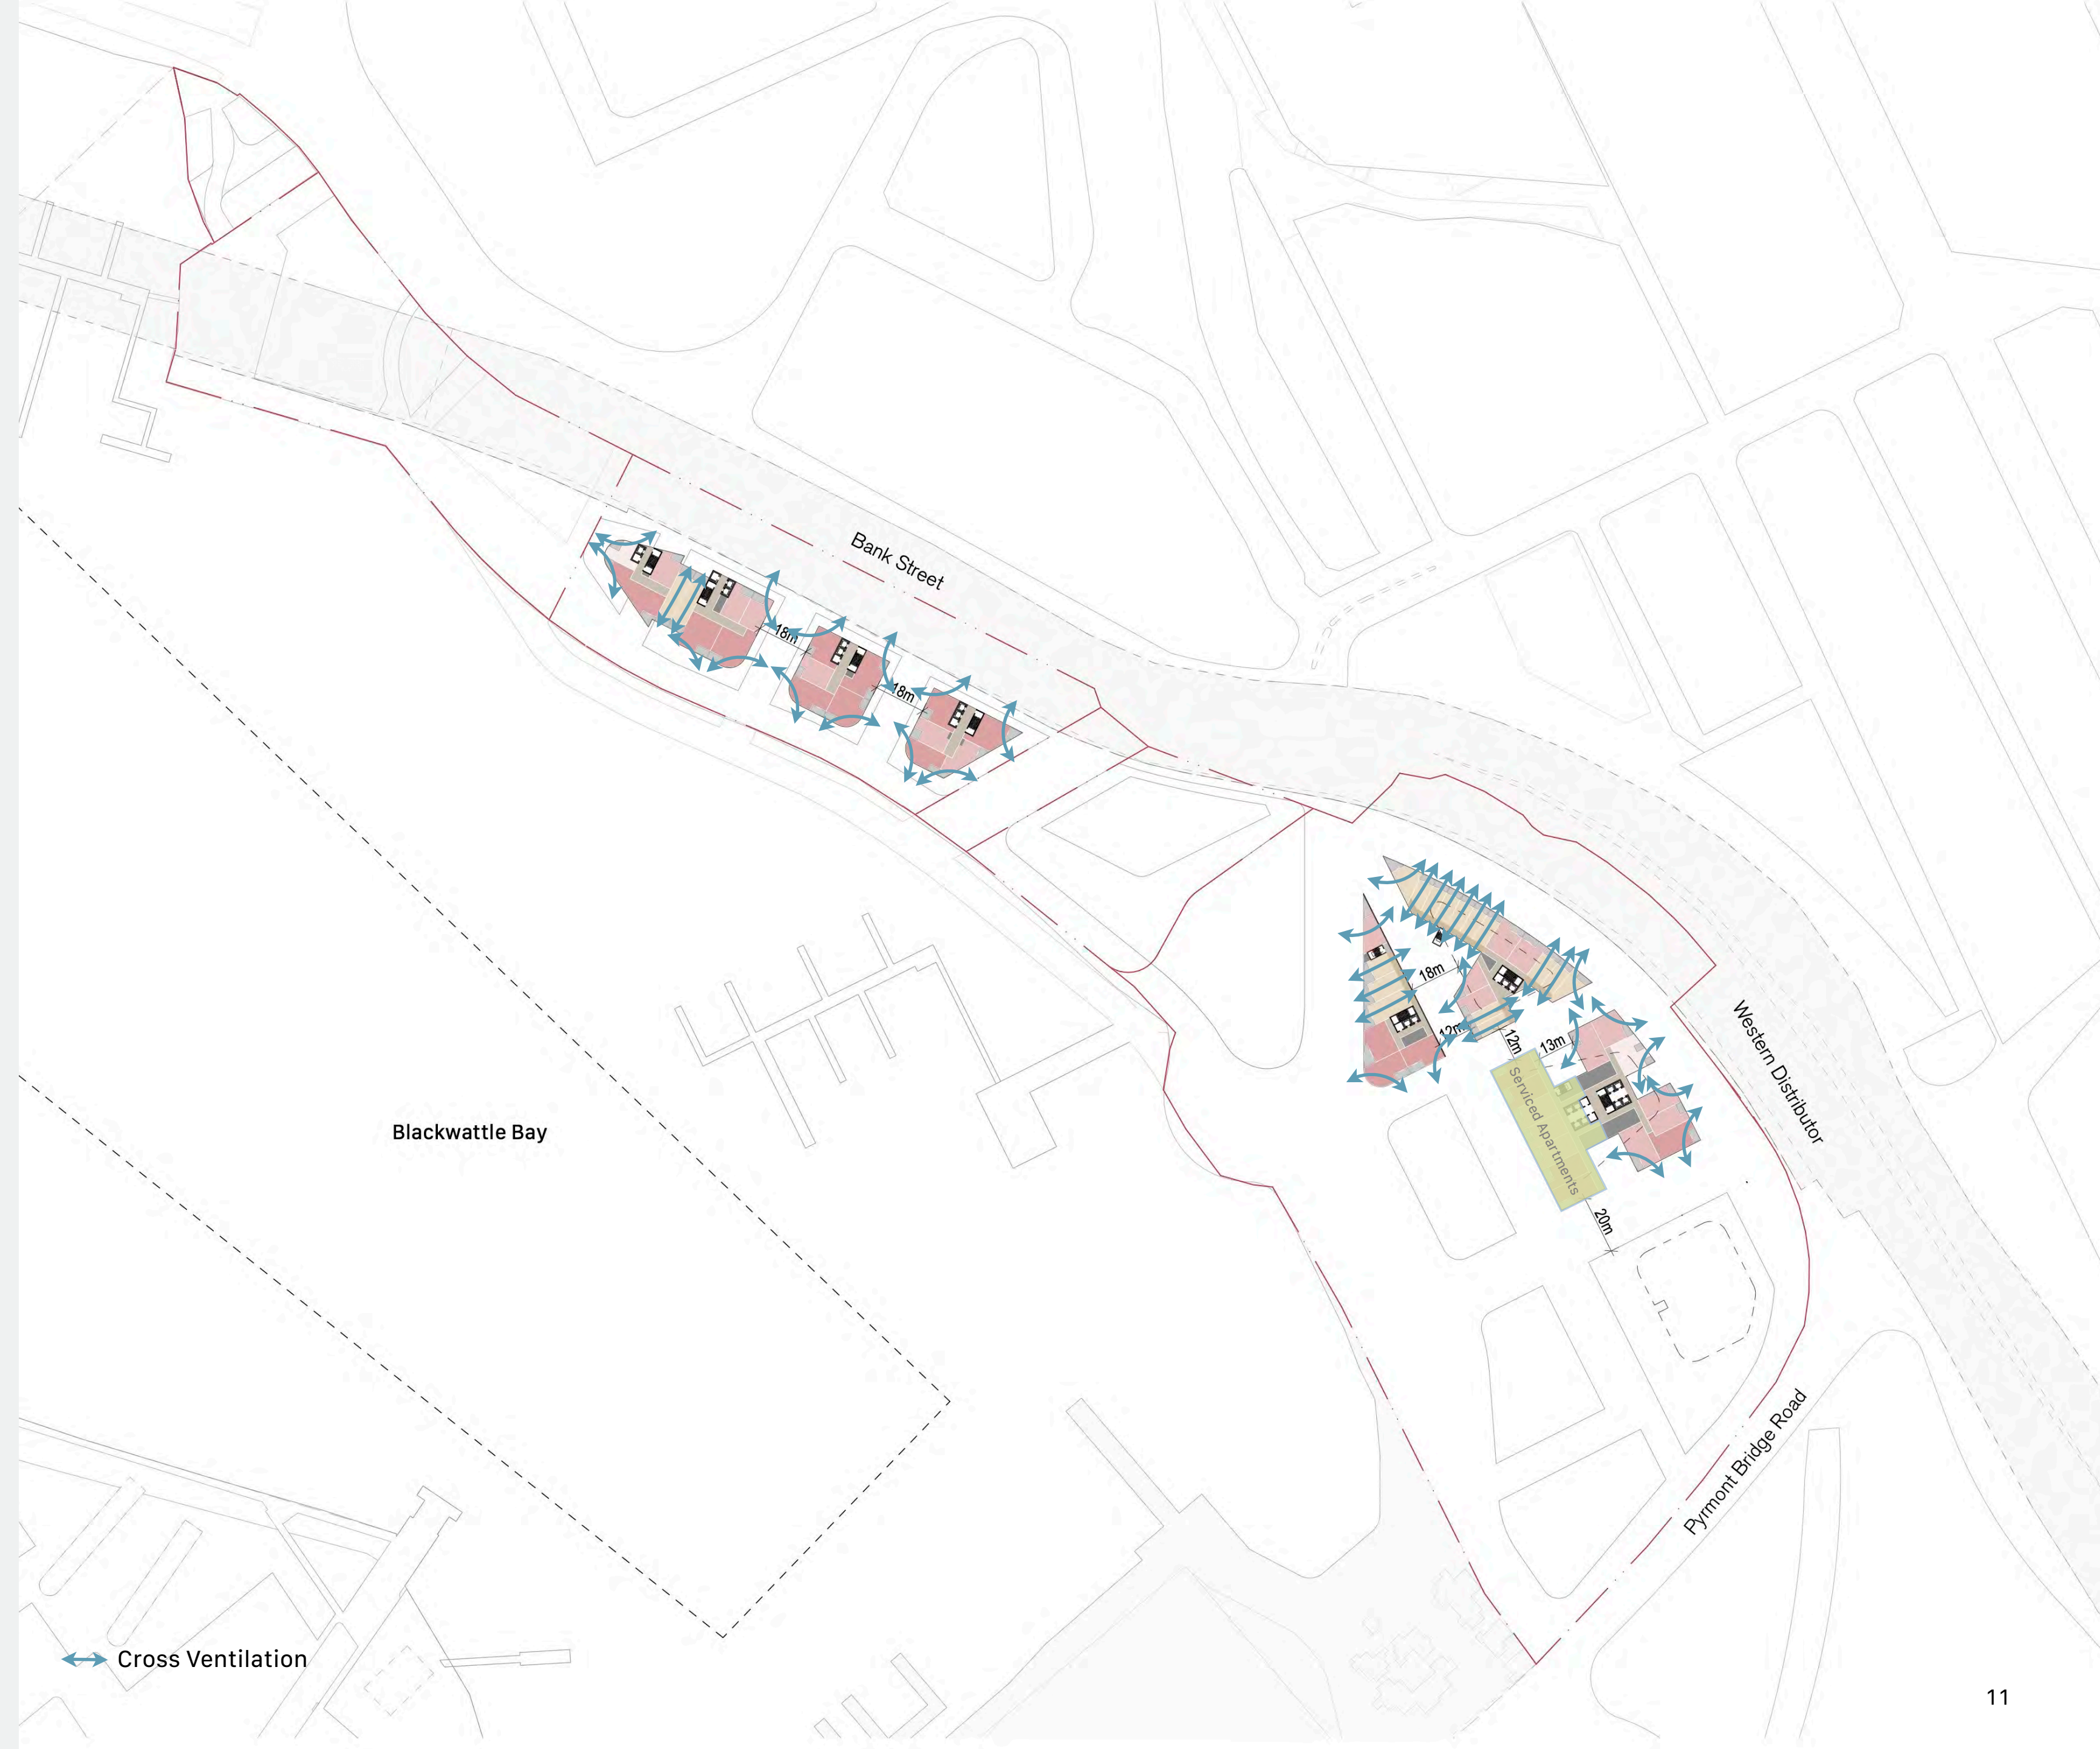 Bank Street
18m
18m
18m
12m
12m
13m
Serviced Apartments
20m
Western Distributor
Blackwattle Bay
Pyrmont Bridge Road
Cross Ventilation
11